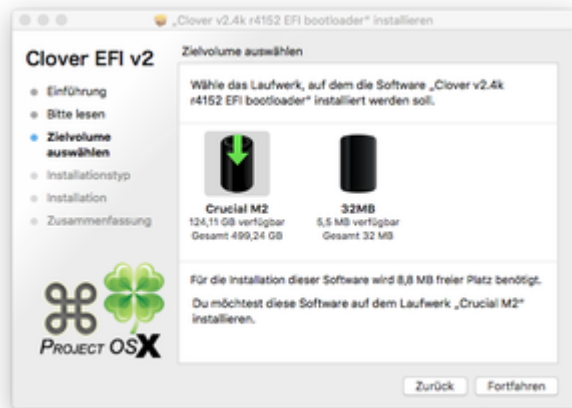 „Clover v2.4k r4152 EFI bootloader“ installieren
Clover EFI v2
Einführung
Bitte lesen
Zielvolume
auswählen
Installationstyp
Installation
Zusammenfassung
PROJECT OSX
Zielvolume auswählen
Wähle das Laufwerk, auf dem die Software „Clover v2.4k
r4152 EFI bootloader“ installiert werden soll.
Crucial M2
124,11 GB verfügbar
Gesamt 499,24 GB
32MB
5,5 MB verfügbar
Gesamt 32 MB
Für die Installation dieser Software wird 8,8 MB freier Platz benötigt.
Du möchtest diese Software auf dem Laufwerk „Crucial M2“
installieren.
Zurück
Fortfahren